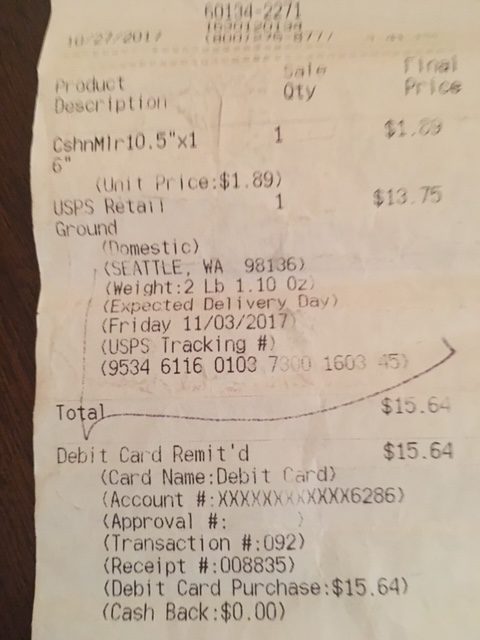 60134-2271
10/27/2017 (800)275-8777
Product Sale Final
Description Qty Price
CshnMlr10.5"x1 1 $1.89
6"
(Unit Price:$1.89)
USPS Retail 1 $13.75
Ground
(Domestic)
(SEATTLE, WA 98136)
(Weight:2 Lb 1.10 Oz)
(Expected Delivery Day)
(Friday 11/03/2017)
(USPS Tracking #)
(9534 6116 0103 7300 1603 45)
Total $15.64
Debit Card Remit'd $15.64
(Card Name:Debit Card)
(Account #:XXXXXXXXXXXX6286)
(Approval #: )
(Transaction #:092)
(Receipt #:008835)
(Debit Card Purchase:$15.64)
(Cash Back:$0.00)